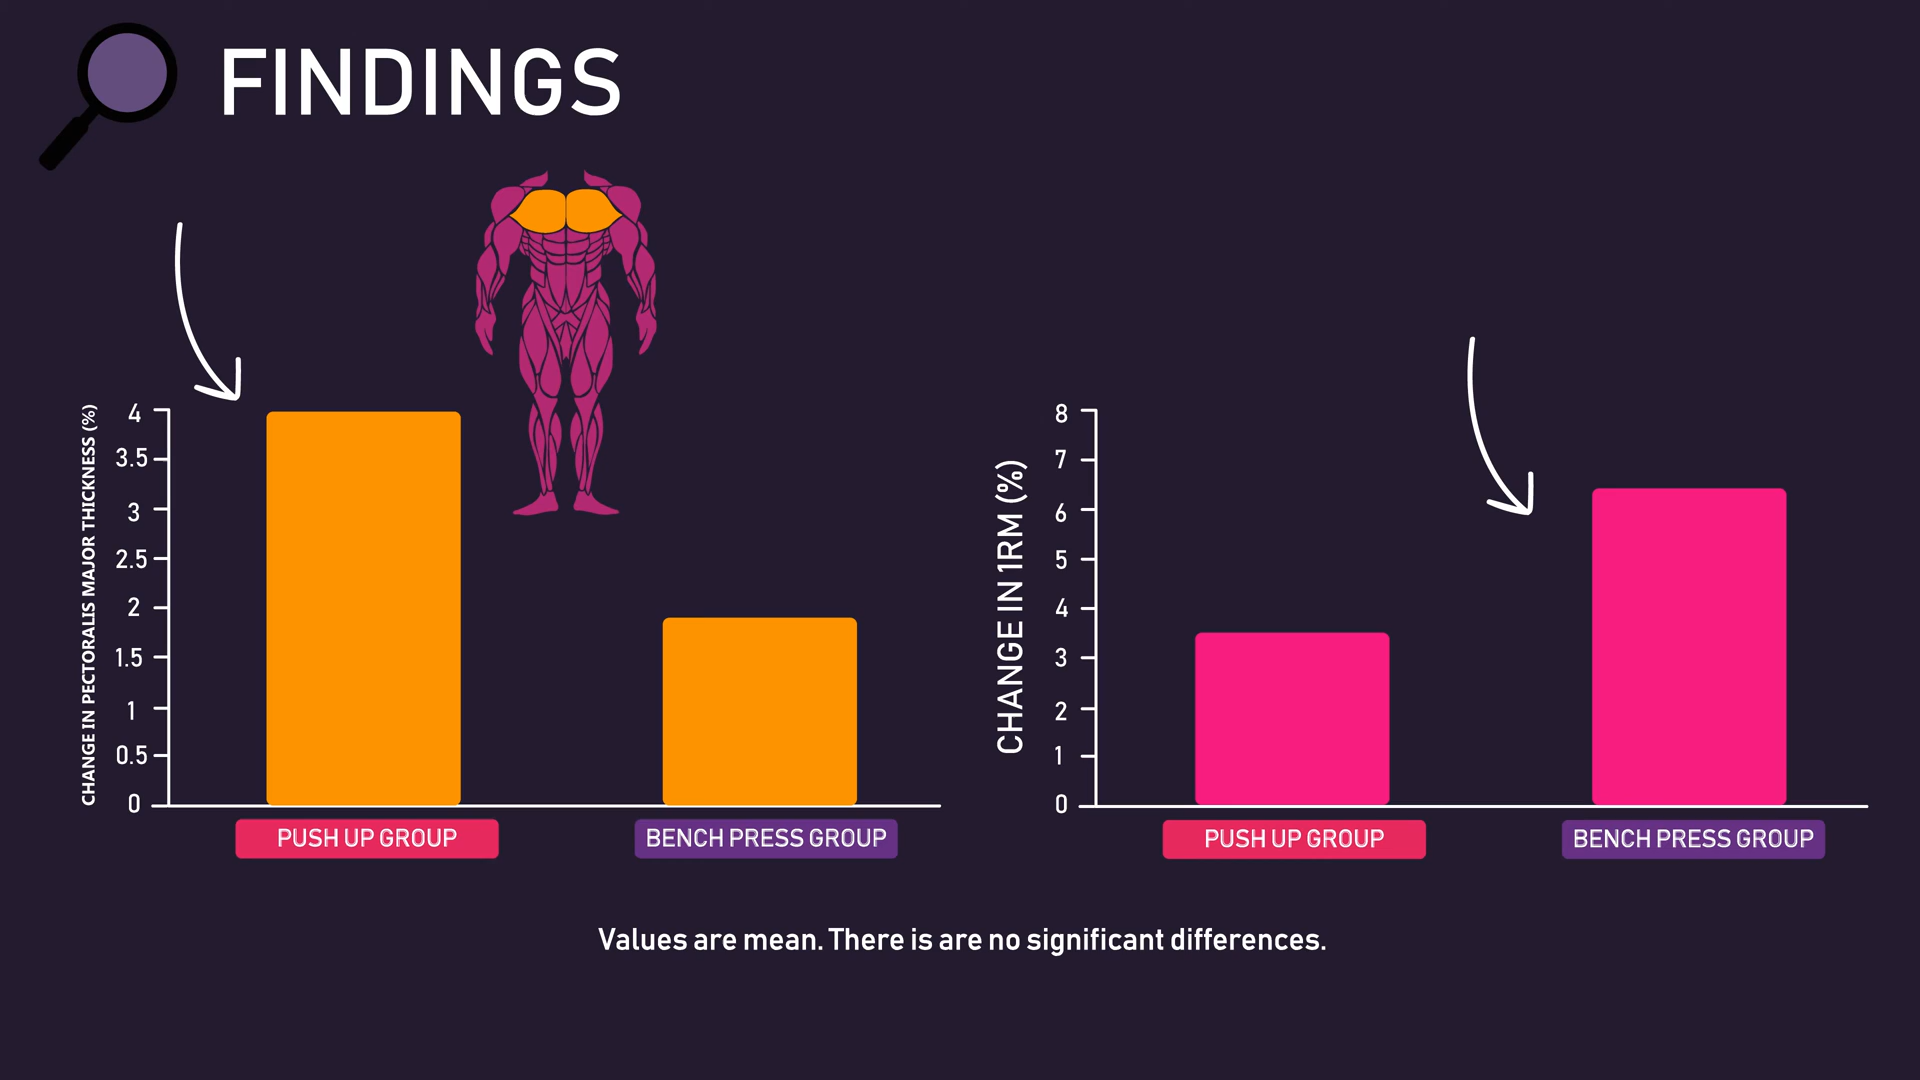 FINDINGS
CHANGE IN PECTORALIS MAJOR THICKNESS (%)
4
3.5
3
2.5
2
1.5
1
0.5
0
PUSH UP GROUP
BENCH PRESS GROUP
CHANGE IN 1RM (%)
8
7
6
5
4
3
2
1
0
PUSH UP GROUP
BENCH PRESS GROUP
Values are mean. There is are no significant differences.